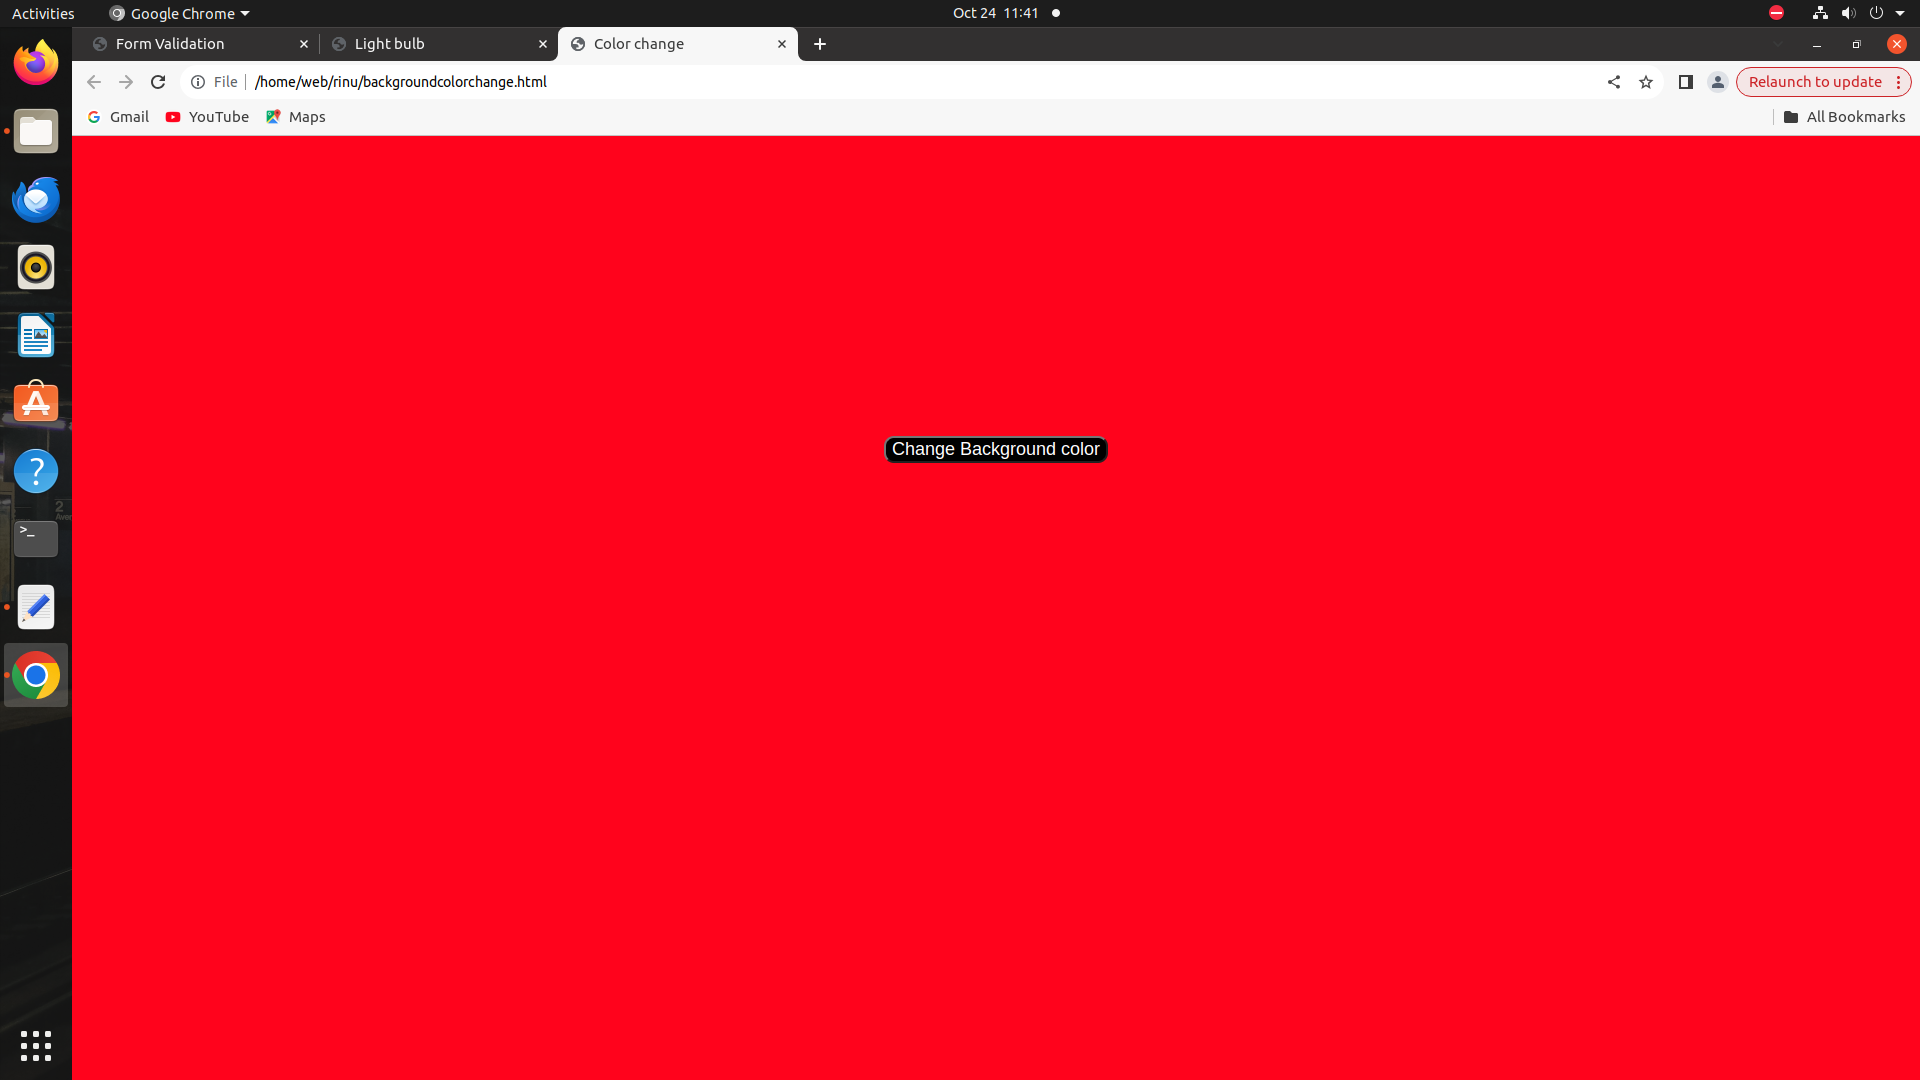 Activities
Google Chrome
Oct 24 11:41
Form Validation
Light bulb
Color change
File
/home/web/rinu/backgroundcolorchange.html
Relaunch to update
Gmail
YouTube
Maps
All Bookmarks
Change Background color